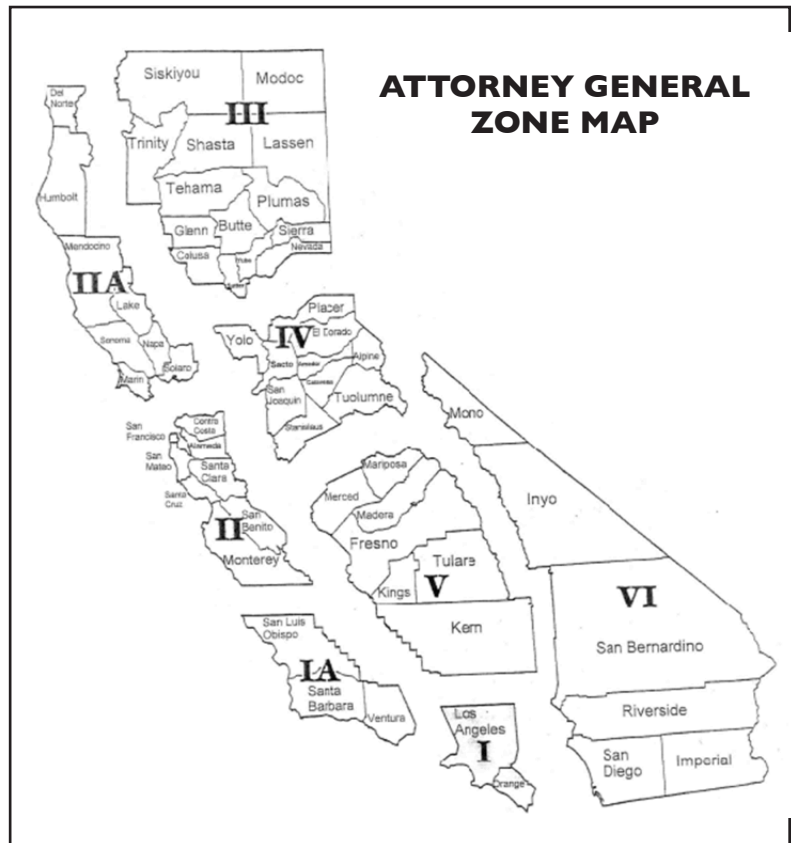 ATTORNEY GENERAL
ZONE MAP
Siskiyou
Modoc
Del
Norte
III
Trinity
Shasta
Lassen
Humbolt
Tehama
Plumas
Glenn
Butte
Sierra
Mendocino
Nevada
Colusa
IIA
Lake
Placer
IV
El Dorado
Yolo
Sonoma
Napa
Sacto
Alpine
Solano
Marin
San
Joaquin
Tuolumne
Mono
Stanislaus
San
Francisco
Contra
Costa
Alameda
San
Mateo
Santa
Clara
Mariposa
Santa
Cruz
Merced
Inyo
San
Benito
Madera
II
Fresno
Monterey
Tulare
Kings
V
VI
San Luis
Obispo
Kern
San Bernardino
IA
Santa
Barbara
Ventura
Los
Angeles
Riverside
I
San
Diego
Imperial
Orange